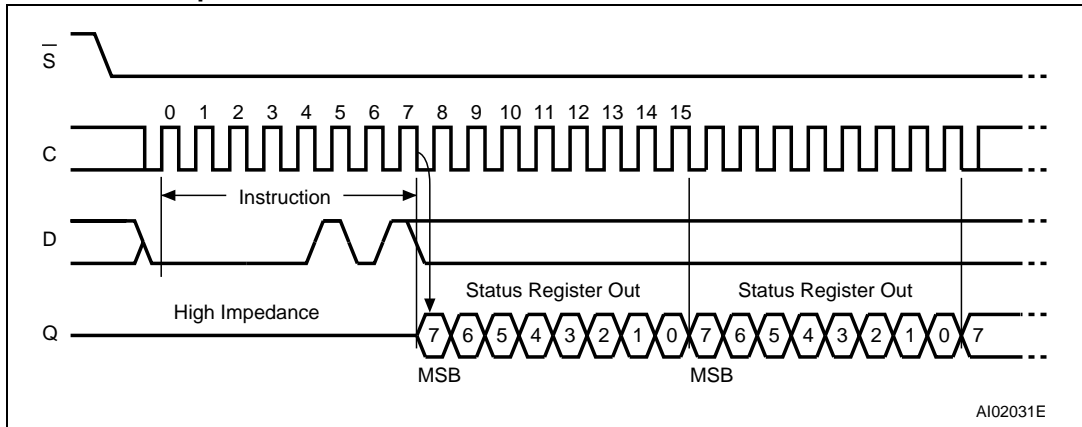 S
0 1 2 3 4 5 6 7 8 9 10 11 12 13 14 15
C
Instruction
D
Status Register Out Status Register Out
High Impedance
Q 7 6 5 4 3 2 1 0 7 6 5 4 3 2 1 0 7
MSB MSB
AI02031E